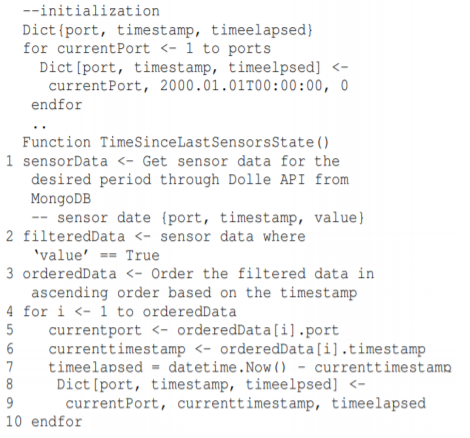 --initialization
Dict{port, timestamp, timeelapsed}
for currentPort <- 1 to ports
Dict[port, timestamp, timeelpsed] <-
currentPort, 2000.01.01T00:00:00, 0
endfor
..
Function TimeSinceLastSensorsState()
1 sensorData <- Get sensor data for the
desired period through Dolle API from
MongoDB
-- sensor date {port, timestamp, value}
2 filteredData <- sensor data where
‘value’ == True
3 orderedData <- Order the filtered data in
ascending order based on the timestamp
4 for i <- 1 to orderedData
5 currentport <- orderedData[i].port
6 currenttimestamp <- orderedData[i].timestamp
7 timeelapsed = datetime.Now() - currenttimestamp
8 Dict[port, timestamp, timeelpsed] <-
9 currentPort, currenttimestamp, timeelapsed
10 endfor